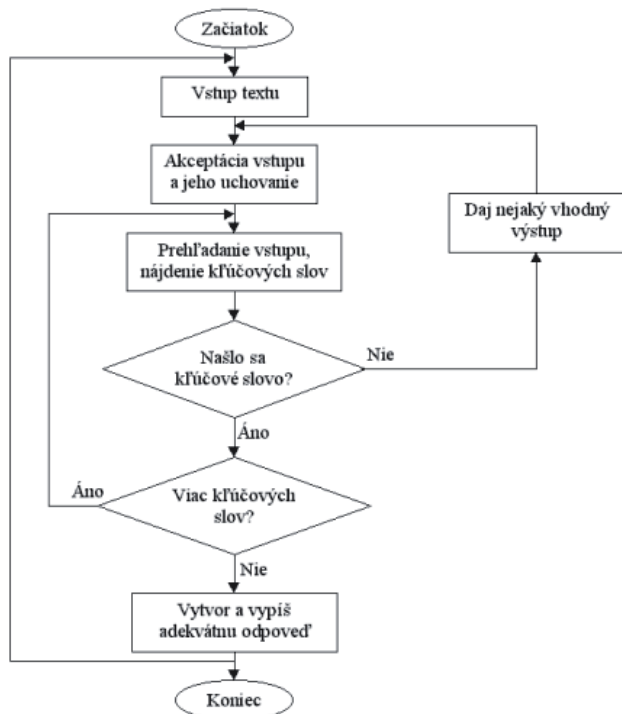 Začiatok
Vstup textu
Akceptácia vstupu
a jeho uchovanie
Daj nejaký vhodný
výstup
Prehľadanie vstupu,
nájdenie kľúčových slov
Našlo sa
kľúčové slovo?
Nie
Áno
Áno
Viac kľúčových
slov?
Nie
Vytvor a vypíš
adekvátnu odpoveď
Koniec